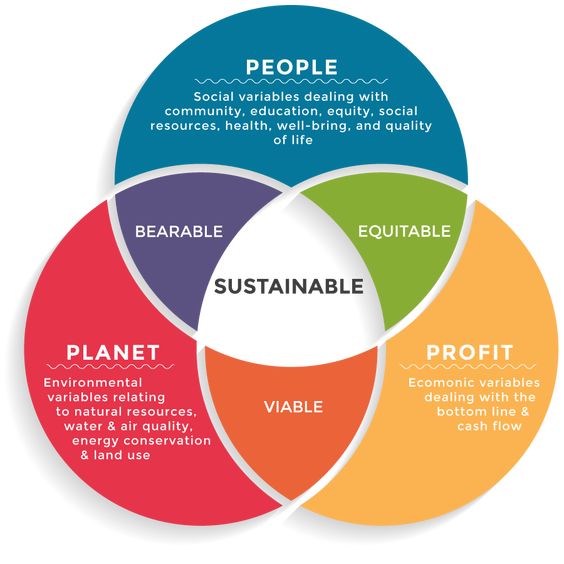 PEOPLE
Social variables dealing with
community, education, equity, social
resources, health, well-bring, and quality
of life
BEARABLE
EQUITABLE
SUSTAINABLE
PLANET
Environmental
variables relating
to natural resources,
water & air quality,
energy conservation
& land use
PROFIT
Ecomonic variables
dealing with the
bottom line &
cash flow
VIABLE